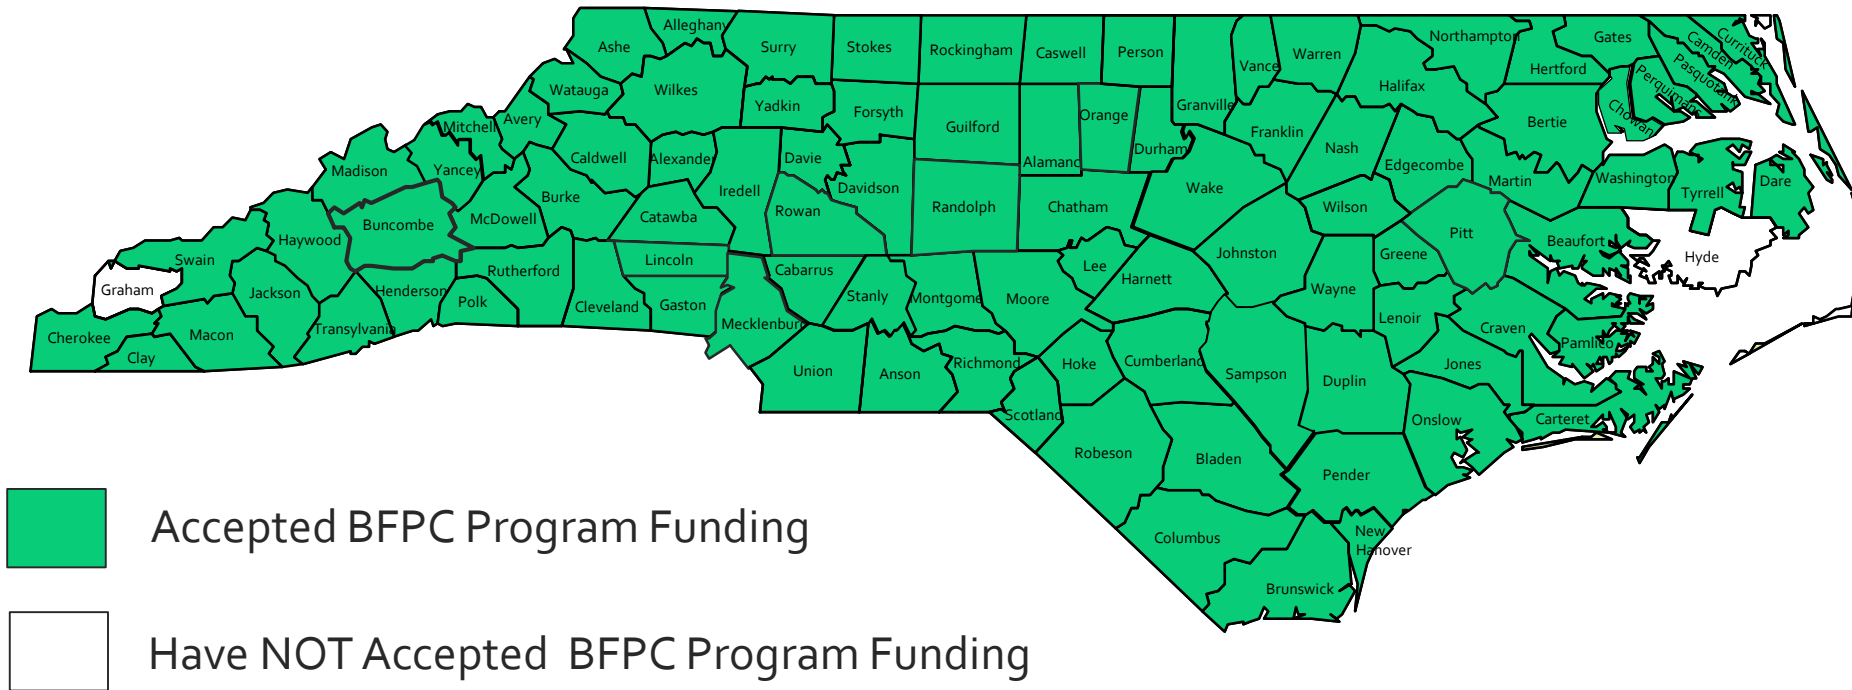 Alleghany
Ashe
Surry
Stokes
Rockingham
Caswell
Person
Vance
Warren
Northampton
Gates
Currituck
Camden
Pasquotank
Perquimans
Chowan
Hertford
Halifax
Granville
Watauga
Wilkes
Yadkin
Forsyth
Guilford
Orange
Alamanc
Durham
Franklin
Nash
Edgecombe
Bertie
Mitchell
Avery
Caldwell
Alexande
Davie
Madison
Yancey
Burke
Iredell
Davidson
Wake
Martin
Washington
Tyrrell
Dare
Buncombe
McDowell
Catawba
Rowan
Randolph
Chatham
Wilson
Pitt
Beaufort
Hyde
Haywood
Swain
Graham
Jackson
Henderson
Rutherford
Polk
Lincoln
Cleveland
Gaston
Cabarrus
Stanly
Montgome
Moore
Lee
Harnett
Johnston
Greene
Wayne
Lenoir
Craven
Pamlico
Cherokee
Macon
Clay
Transylvania
Mecklenburg
Union
Anson
Richmond
Hoke
Cumberland
Sampson
Duplin
Jones
Scotland
Onslow
Carteret
Robeson
Bladen
Pender
Columbus
New
Hanover
Brunswick
Accepted BFPC Program Funding
Have NOT Accepted BFPC Program Funding